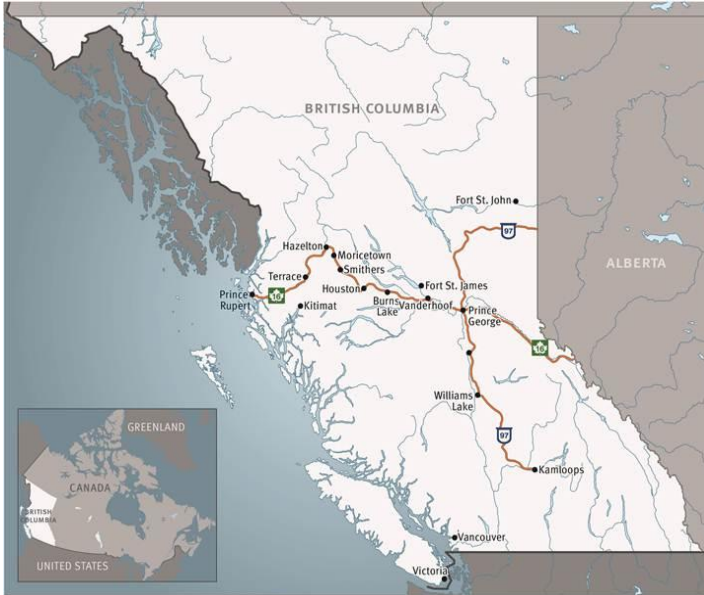 BRITISH COLUMBIA
Fort St. John
97
ALBERTA
Hazelton
Moricetown
Smithers
Terrace
Fort St. James
Houston
Prince
Rupert
16
Kitimat
Burns
Lake
Vanderhoof
Prince
George
16
Williams
Lake
97
Kamloops
Vancouver
Victoria
GREENLAND
CANADA
BRITISH
COLUMBIA
UNITED STATES